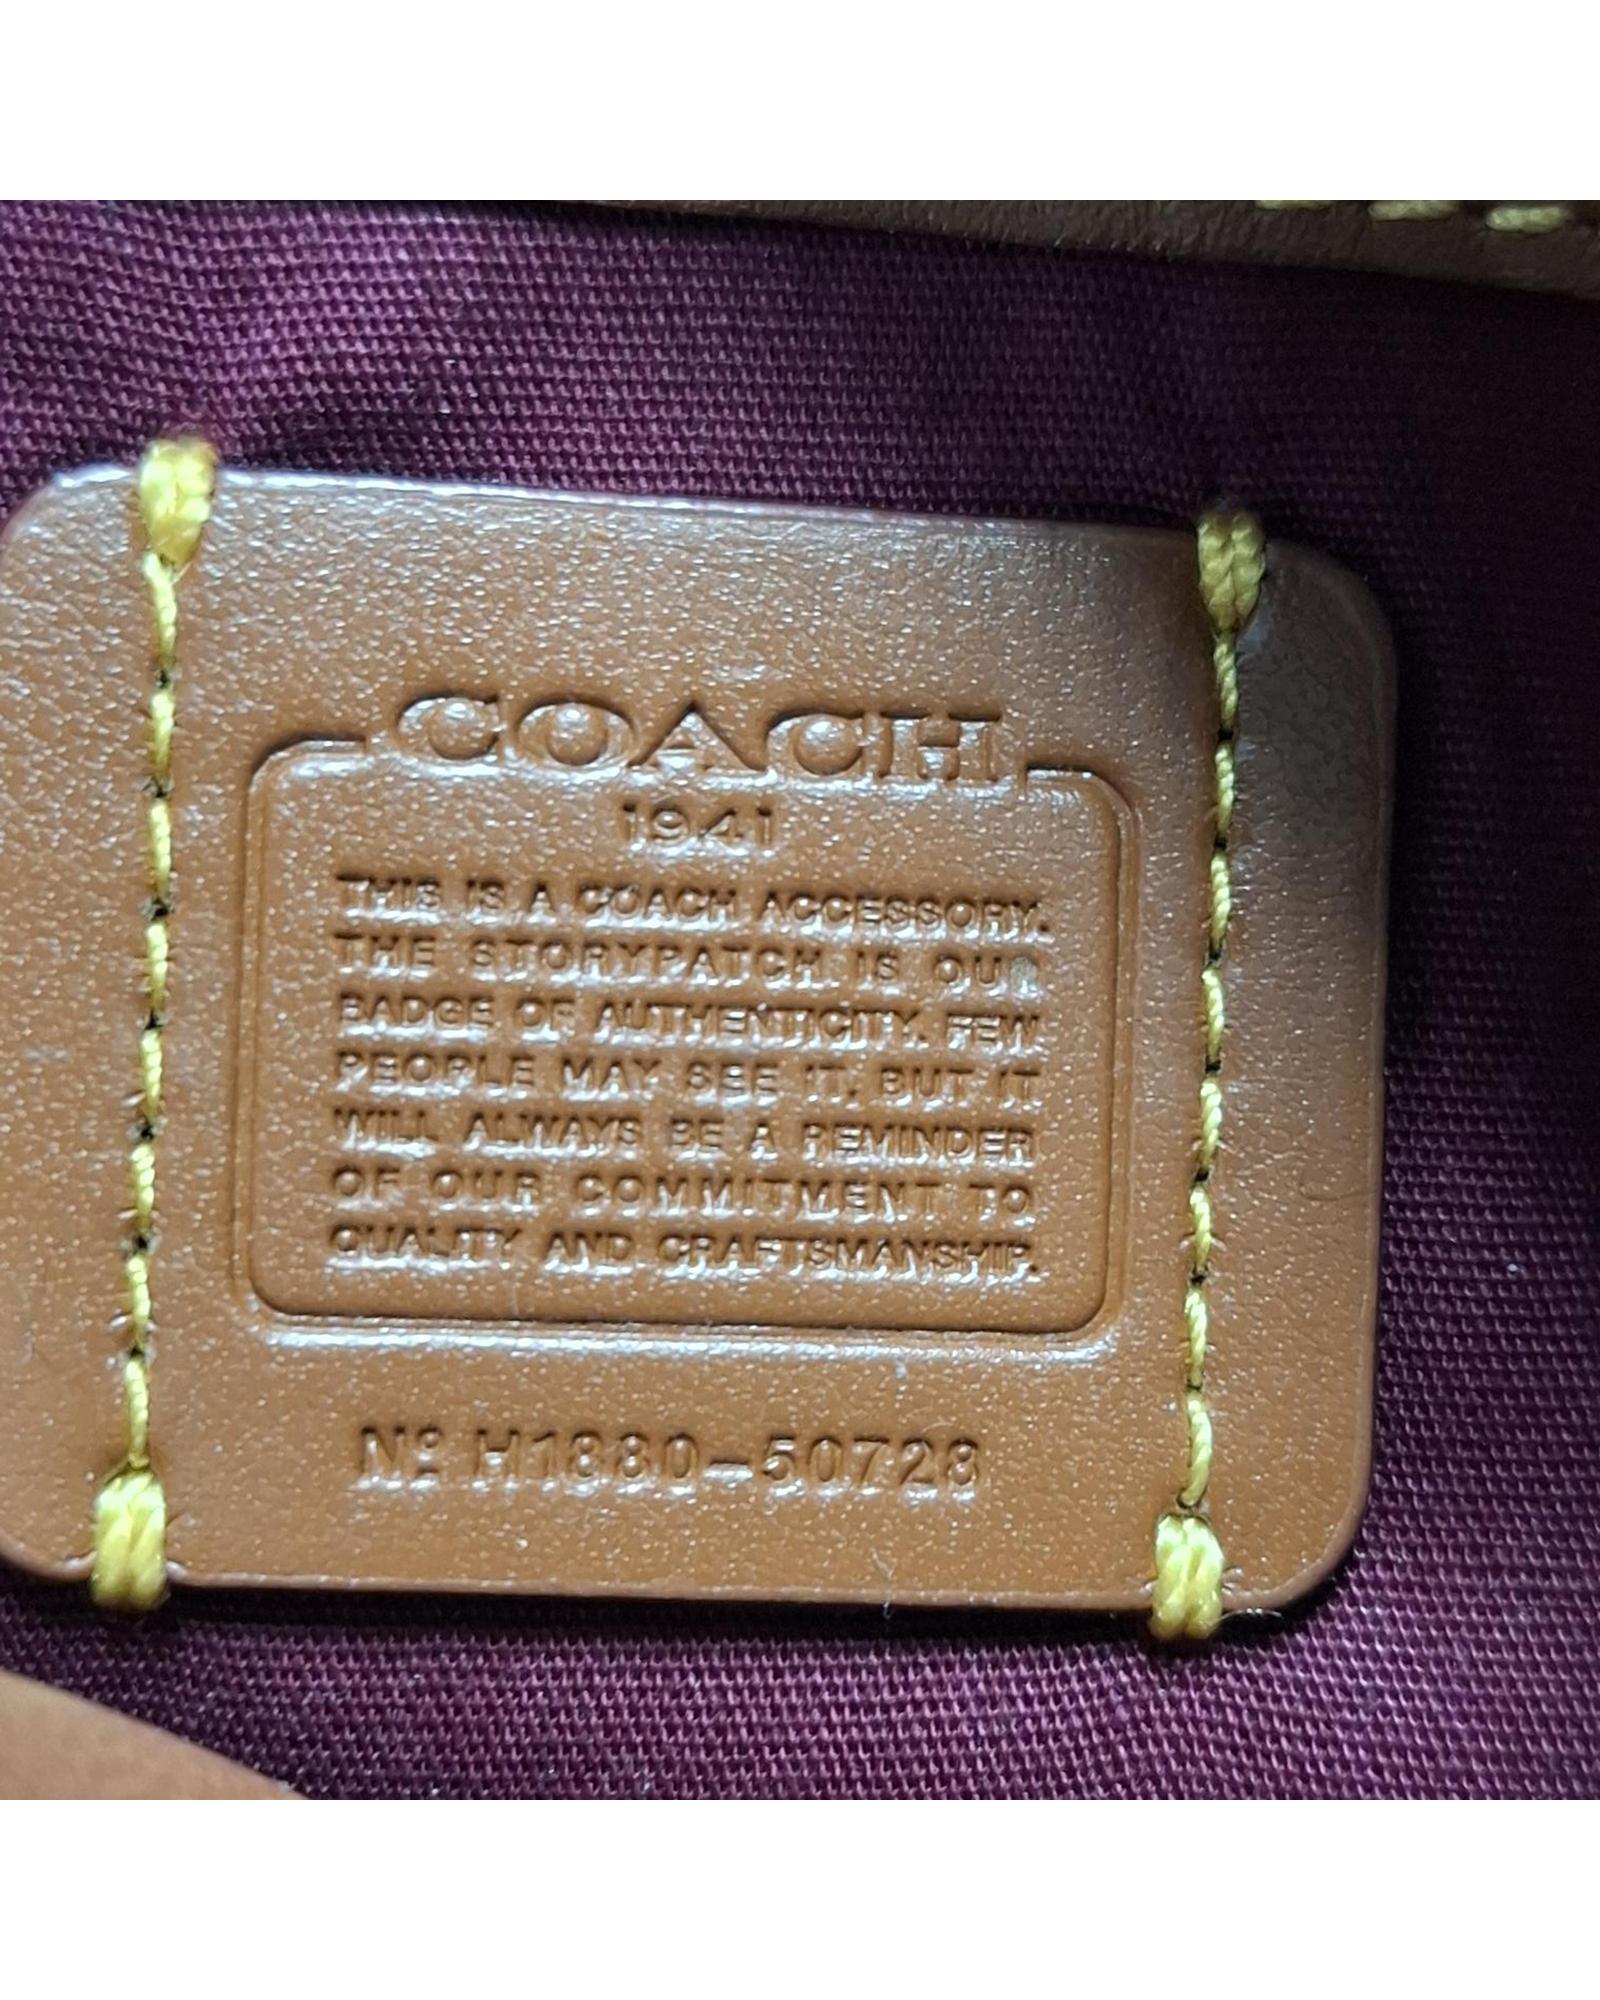 COACH
1941
THIS IS A COACH ACCESSORY.
THE STORYPATCH IS OUR
BADGE OF AUTHENTICITY. FEW
PEOPLE MAY SEE IT, BUT IT
WILL ALWAYS BE A REMINDER
OF OUR COMMITMENT TO
QUALITY AND CRAFTSMANSHIP.
Nº H1880-50728